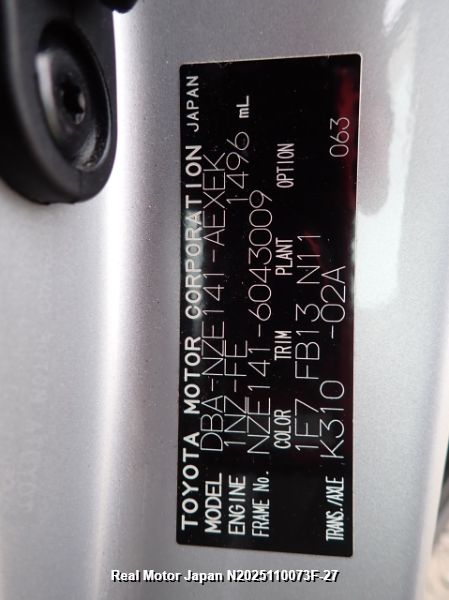 TOYOTA MOTOR CORPORATION JAPAN
MODEL DBA-NZE141-AEXEK
ENGINE 1NZ-FE 1496 mL
FRAME No. NZE141-6043009
COLOR TRIM PLANT OPTION
1E7 FB13 N11 063
TRANS./AXLE K310 -02A
Real Motor Japan N2025110073F-27